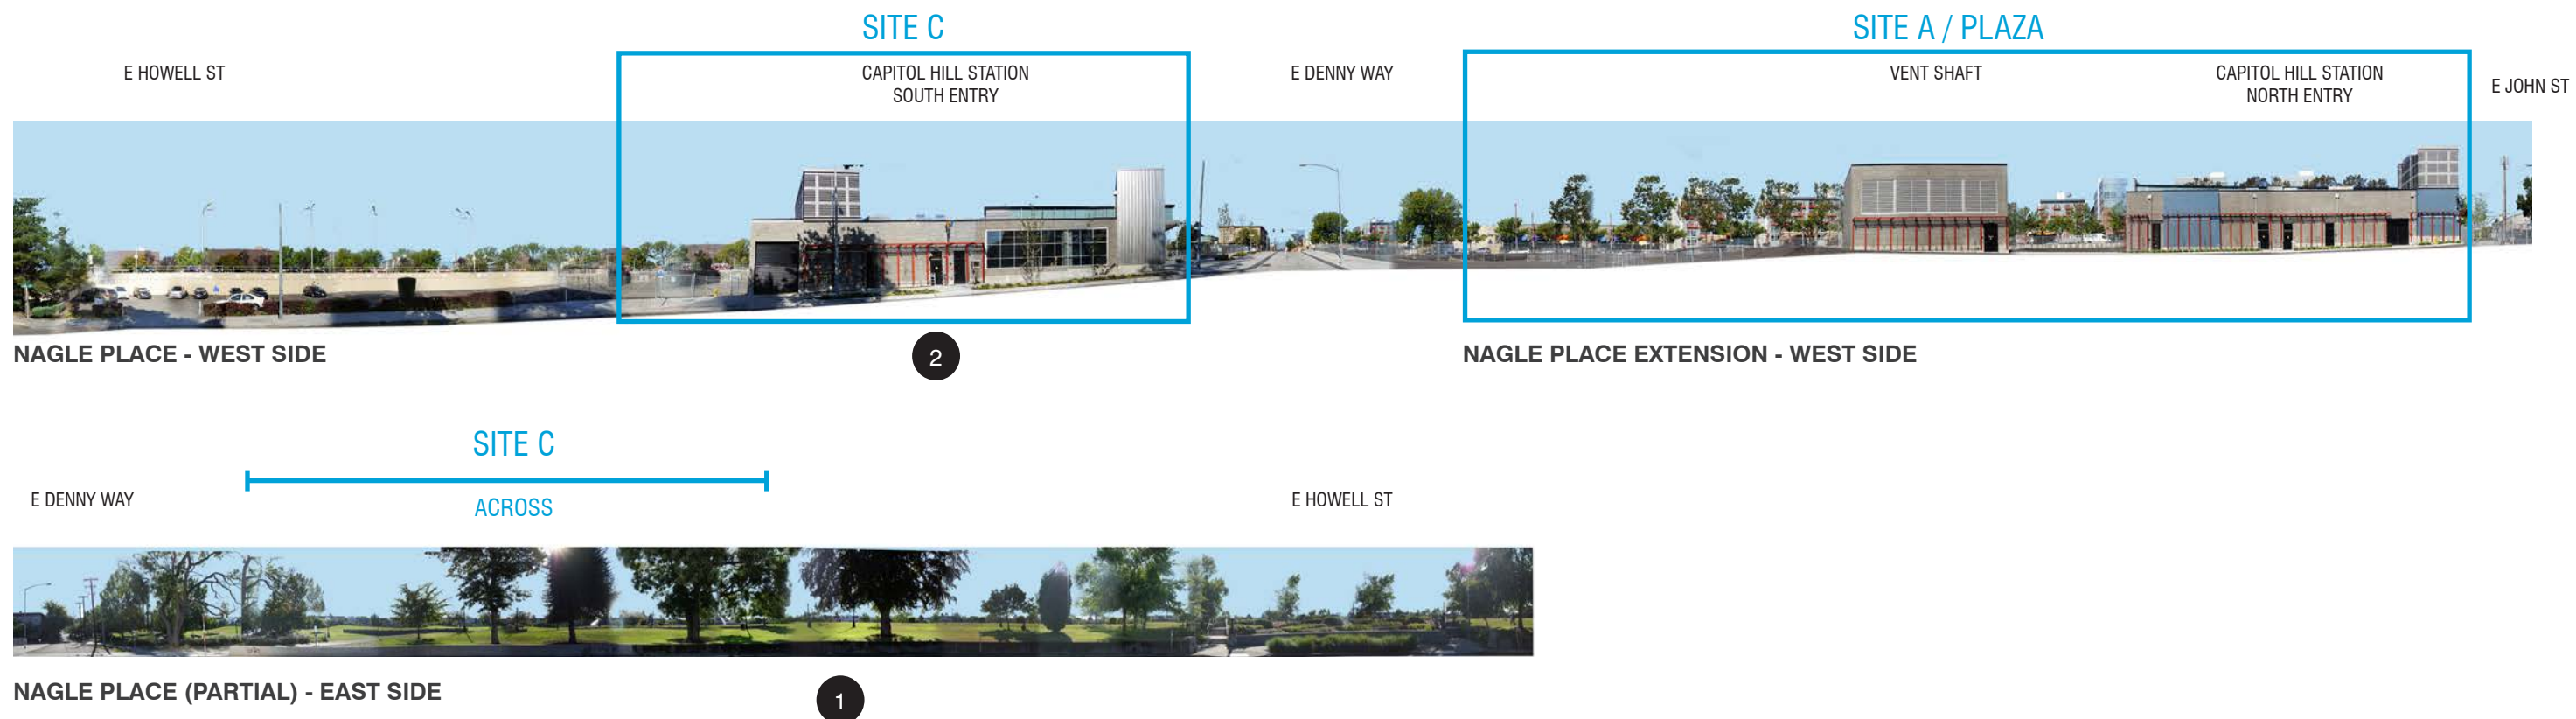 SITE C
SITE A / PLAZA
E HOWELL ST
CAPITOL HILL STATION
SOUTH ENTRY
E DENNY WAY
VENT SHAFT
CAPITOL HILL STATION
NORTH ENTRY
E JOHN ST
NAGLE PLACE - WEST SIDE
2
NAGLE PLACE EXTENSION - WEST SIDE
SITE C
E DENNY WAY
ACROSS
E HOWELL ST
NAGLE PLACE (PARTIAL) - EAST SIDE
1